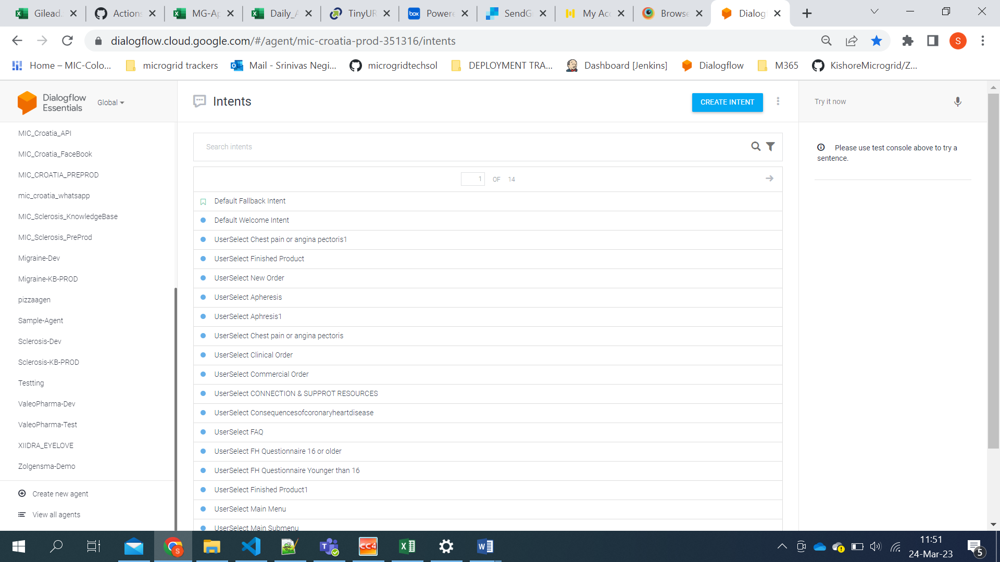 Gilead.
Actions
MG-Ap
Daily_A
TinyUR
box
Powere
SendG
My Acc
Browse
Dialog
dialogflow.cloud.google.com/#/agent/mic-croatia-prod-351316/intents
S
Home – MIC-Colo...
microgrid trackers
Mail - Srinivas Negi...
microgridtechsol
DEPLOYMENT TRA...
Dashboard [Jenkins]
Dialogflow
M365
KishoreMicrogrid/Z...
Dialogflow
Essentials
Global
MIC_Croatia_API
MIC_Croatia_FaceBook
MIC_CROATIA_PREPROD
mic_croatia_whatsapp
MIC_Sclerosis_KnowledgeBase
MIC_Sclerosis_PreProd
Migraine-Dev
Migraine-KB-PROD
pizzaagen
Sample-Agent
Sclerosis-Dev
Sclerosis-KB-PROD
Testting
ValeoPharma-Dev
ValeoPharma-Test
XIIDRA_EYELOVE
Zolgensma-Demo
Create new agent
View all agents
Intents
CREATE INTENT
Search intents
1 OF 14
Default Fallback Intent
Default Welcome Intent
UserSelect Chest pain or angina pectoris1
UserSelect Finished Product
UserSelect New Order
UserSelect Apheresis
UserSelect Aphresis1
UserSelect Chest pain or angina pectoris
UserSelect Clinical Order
UserSelect Commercial Order
UserSelect CONNECTION & SUPPROT RESOURCES
UserSelect Consequencesofcoronaryheartdisease
UserSelect FAQ
UserSelect FH Questionnaire 16 or older
UserSelect FH Questionnaire Younger than 16
UserSelect Finished Product1
UserSelect Main Menu
UserSelect Main Submenu
Try it now
Please use test console above to try a
sentence.
S
CC4
11:51
24-Mar-23
5